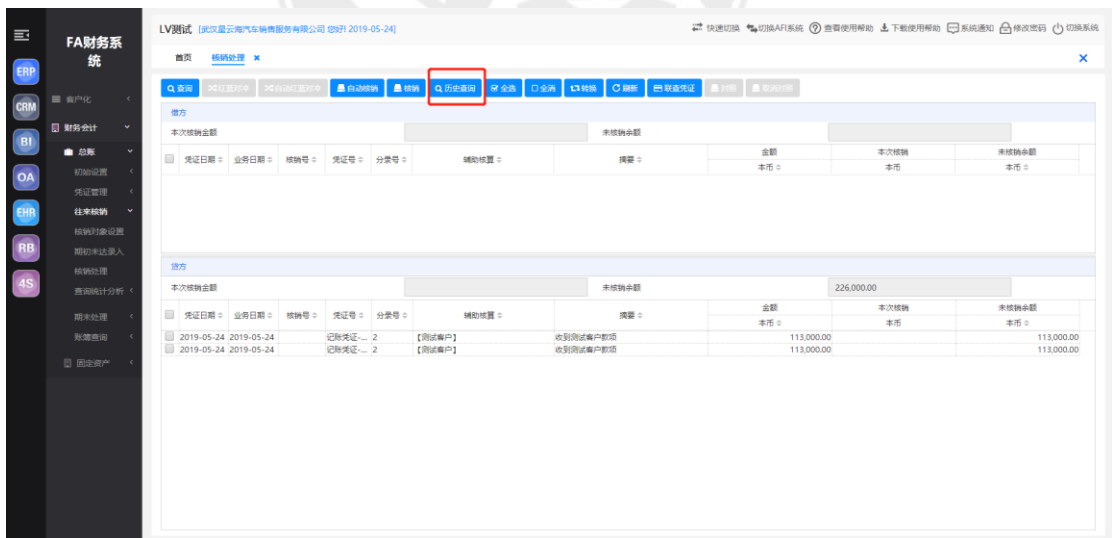 LV测试 [武汉星云海汽车销售服务有限公司 您好! 2019-05-24]
快速切换 切换AFI系统 查看使用帮助 下载使用帮助 系统通知 修改密码 切换系统
FA财务系统
首页 核销处理 ×
ERP
CRM
BI
OA
EHR
RB
4S
客户化
财务会计
总账
初始设置
凭证管理
往来核销
核销对象设置
期初未达录入
核销处理
查询统计分析
期末处理
账簿查询
固定资产
查询 红蓝对冲 自动红蓝对冲 自动核销 核销 历史查询 全选 全消 转换 刷新 联查凭证 对照 取消对照
借方
本次核销金额 未核销余额
凭证日期 业务日期 核销号 凭证号 分录号 辅助核算 摘要 金额 本次核销 未核销余额
本币 本币 本币
贷方
本次核销金额 未核销余额 226,000.00
凭证日期 业务日期 核销号 凭证号 分录号 辅助核算 摘要 金额 本次核销 未核销余额
本币 本币 本币
2019-05-24 2019-05-24 记账凭证-... 2 【测试客户】 收到测试客户款项 113,000.00 113,000.00
2019-05-24 2019-05-24 记账凭证-... 2 【测试客户】 收到测试客户款项 113,000.00 113,000.00